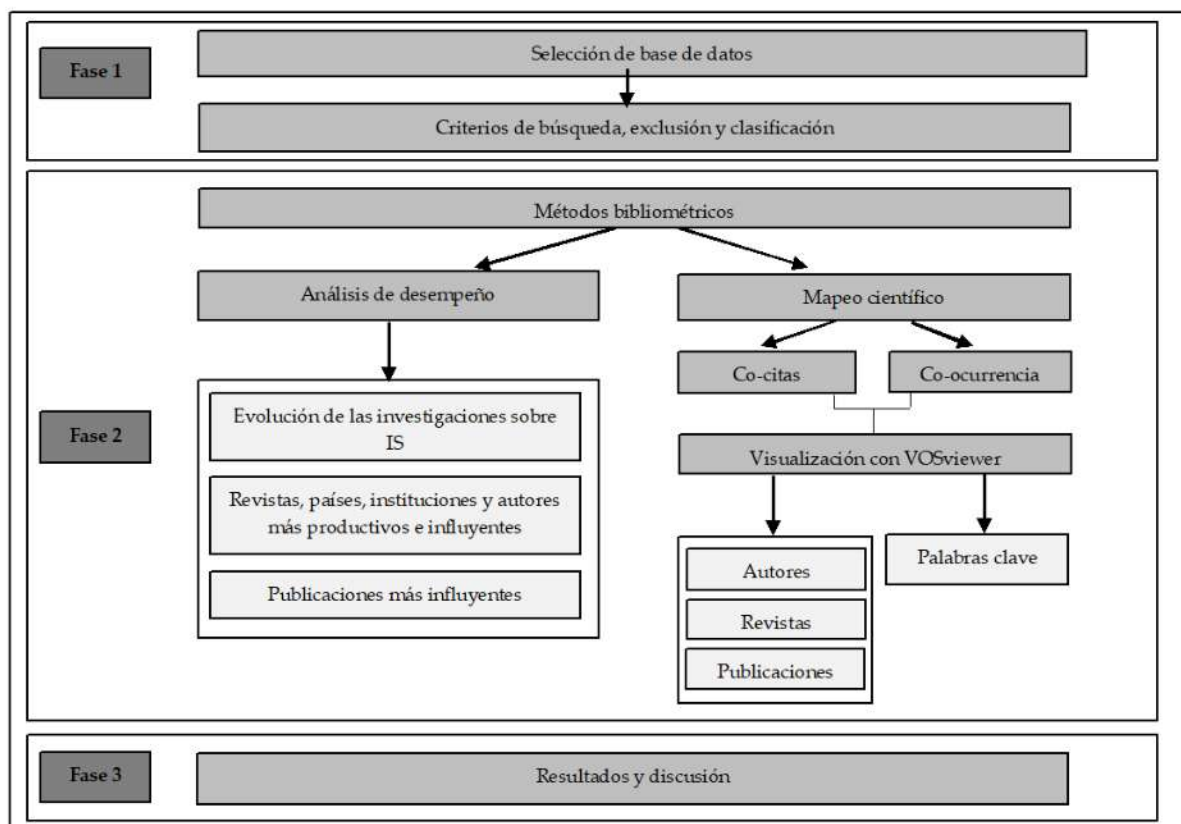 Fase 1
Selección de base de datos
Criterios de búsqueda, exclusión y clasificación
Fase 2
Métodos bibliométricos
Análisis de desempeño
Mapeo científico
Co-citas
Co-ocurrencia
Evolución de las investigaciones sobre
IS
Revistas, países, instituciones y autores
más productivos e influyentes
Publicaciones más influyentes
Visualización con VOSviewer
Autores
Revistas
Publicaciones
Palabras clave
Fase 3
Resultados y discusión